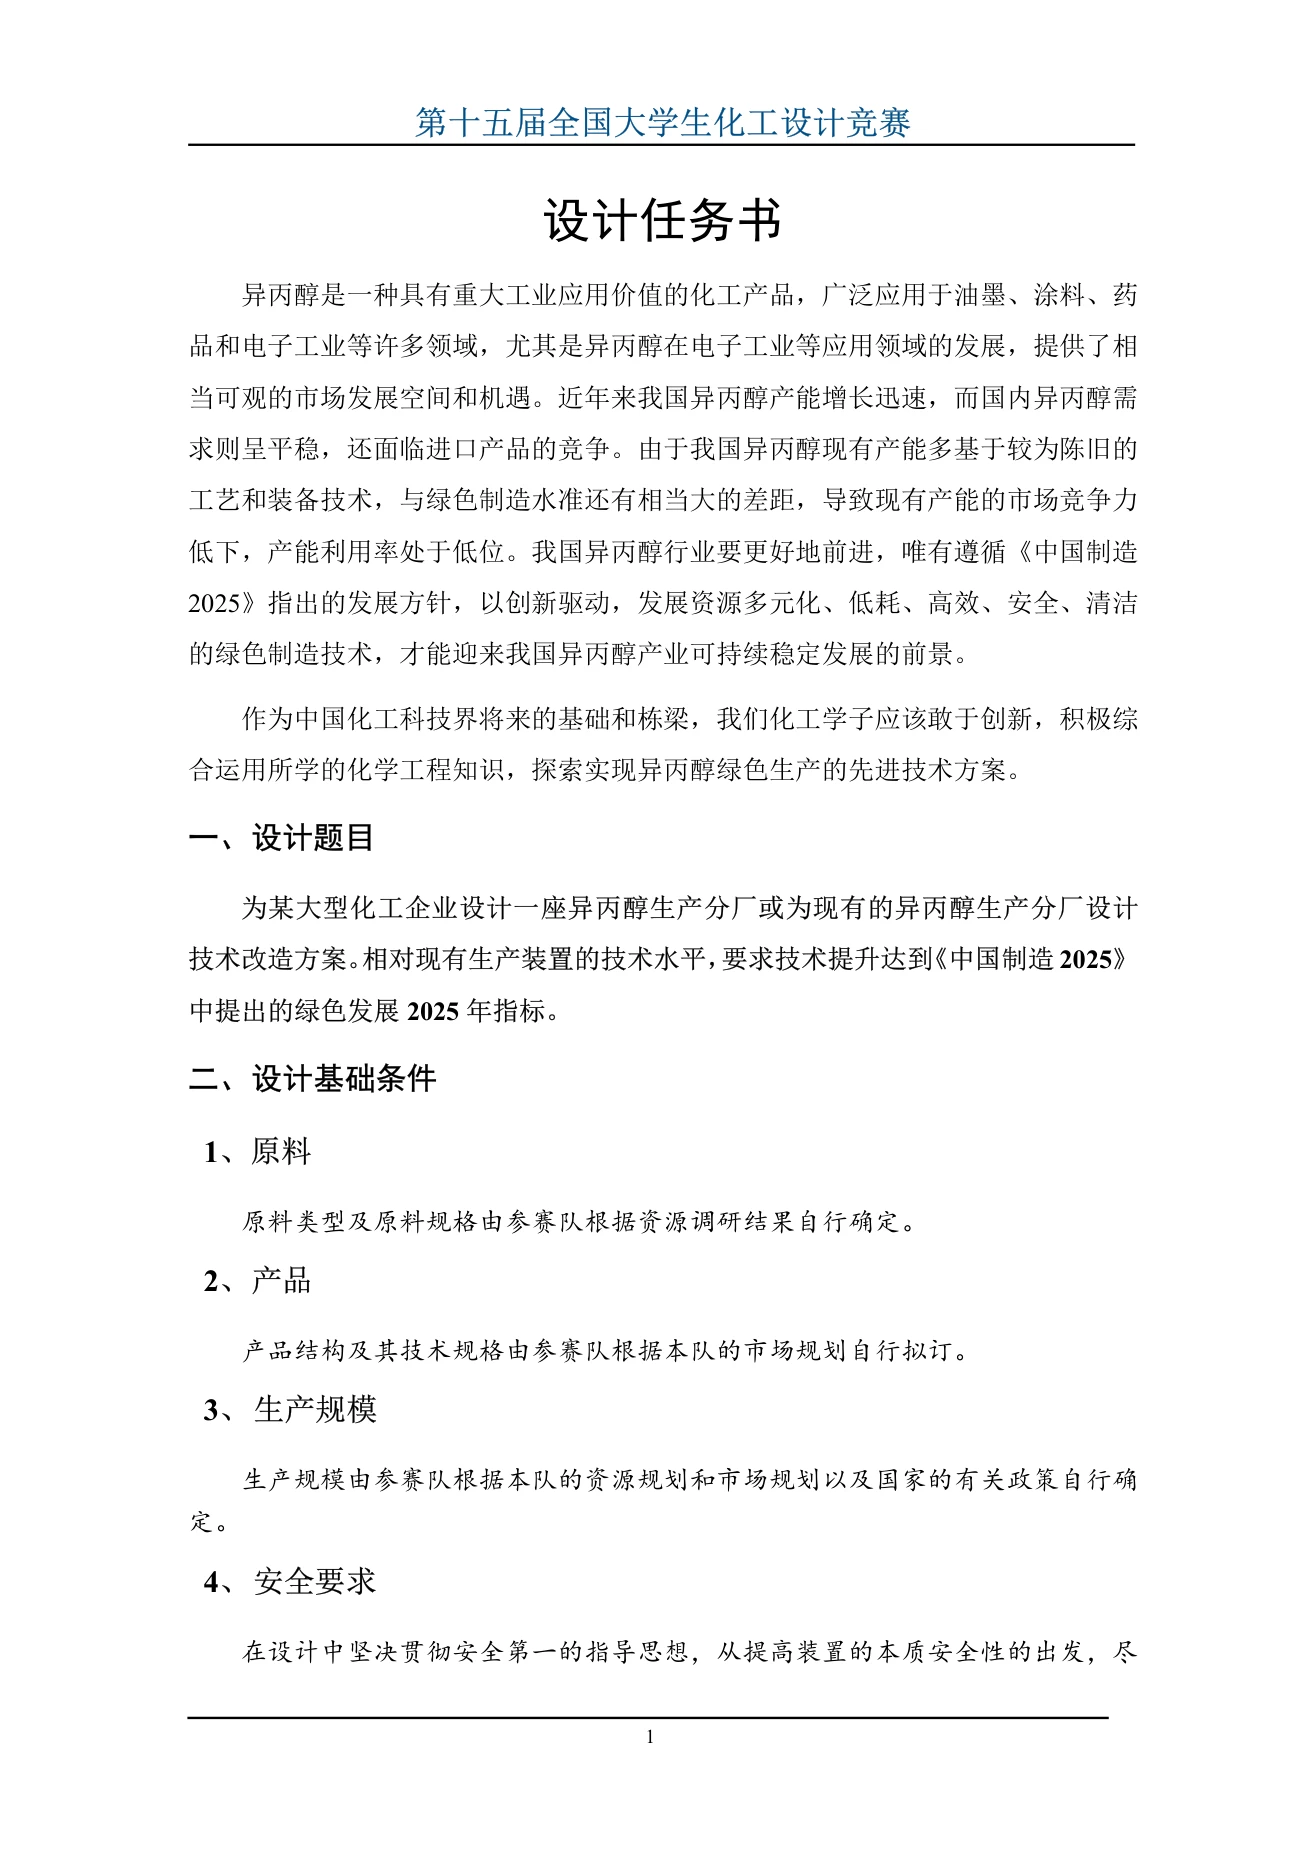 第十五届全国大学生化工设计竞赛
设计任务书
异丙醇是一种具有重大工业应用价值的化工产品，广泛应用于油墨、涂料、药
品和电子工业等许多领域，尤其是异丙醇在电子工业等应用领域的发展，提供了相
当可观的市场发展空间和机遇。近年来我国异丙醇产能增长迅速，而国内异丙醇需
求则呈平稳，还面临进口产品的竞争。由于我国异丙醇现有产能多基于较为陈旧的
工艺和装备技术，与绿色制造水准还有相当大的差距，导致现有产能的市场竞争力
低下，产能利用率处于低位。我国异丙醇行业要更好地前进，唯有遵循《中国制造
2025》指出的发展方针，以创新驱动，发展资源多元化、低耗、高效、安全、清洁
的绿色制造技术，才能迎来我国异丙醇产业可持续稳定发展的前景。
作为中国化工科技界将来的基础和栋梁，我们化工学子应该敢于创新，积极综
合运用所学的化学工程知识，探索实现异丙醇绿色生产的先进技术方案。
一、设计题目
为某大型化工企业设计一座异丙醇生产分厂或为现有的异丙醇生产分厂设计
技术改造方案。相对现有生产装置的技术水平，要求技术提升达到《中国制造 2025》
中提出的绿色发展 2025 年指标。
二、设计基础条件
1、原料
原料类型及原料规格由参赛队根据资源调研结果自行确定。
2、产品
产品结构及其技术规格由参赛队根据本队的市场规划自行拟订。
3、生产规模
生产规模由参赛队根据本队的资源规划和市场规划以及国家的有关政策自行确
定。
4、安全要求
在设计中坚决贯彻安全第一的指导思想，从提高装置的本质安全性的出发，尽
1